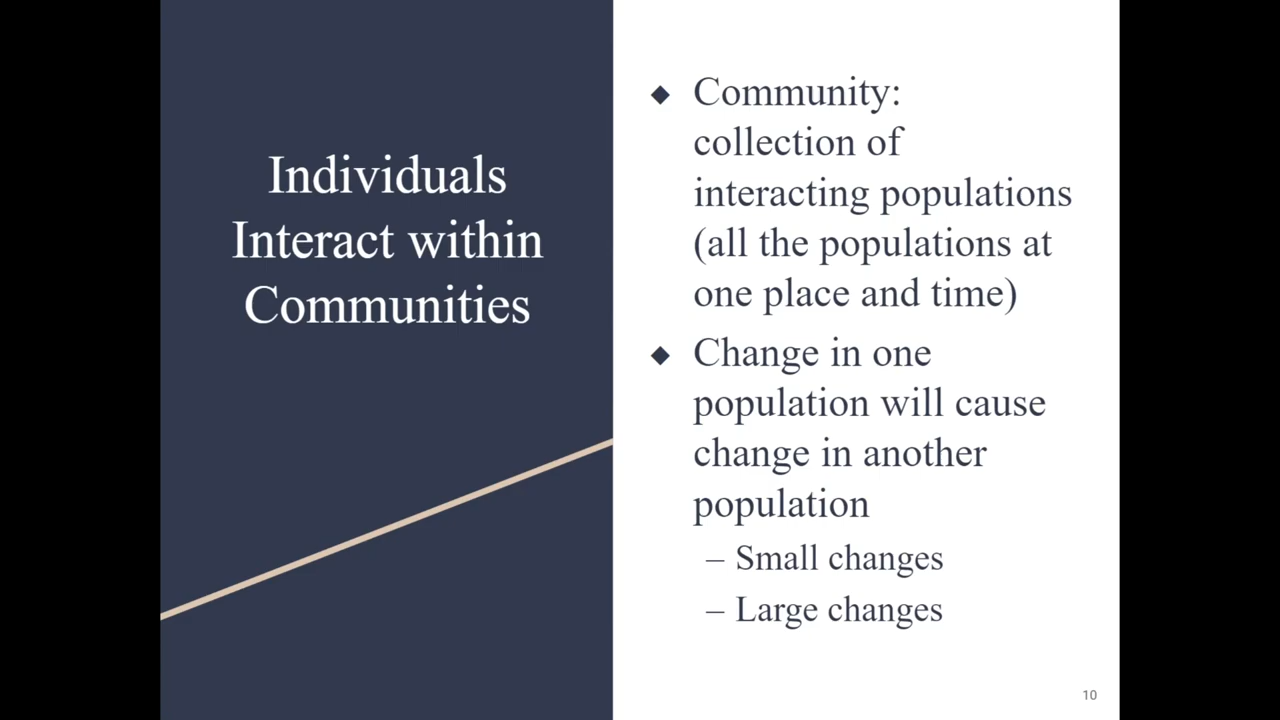 Individuals
Interact within
Communities
◆ Community:
collection of
interacting populations
(all the populations at
one place and time)
◆ Change in one
population will cause
change in another
population
– Small changes
– Large changes
10